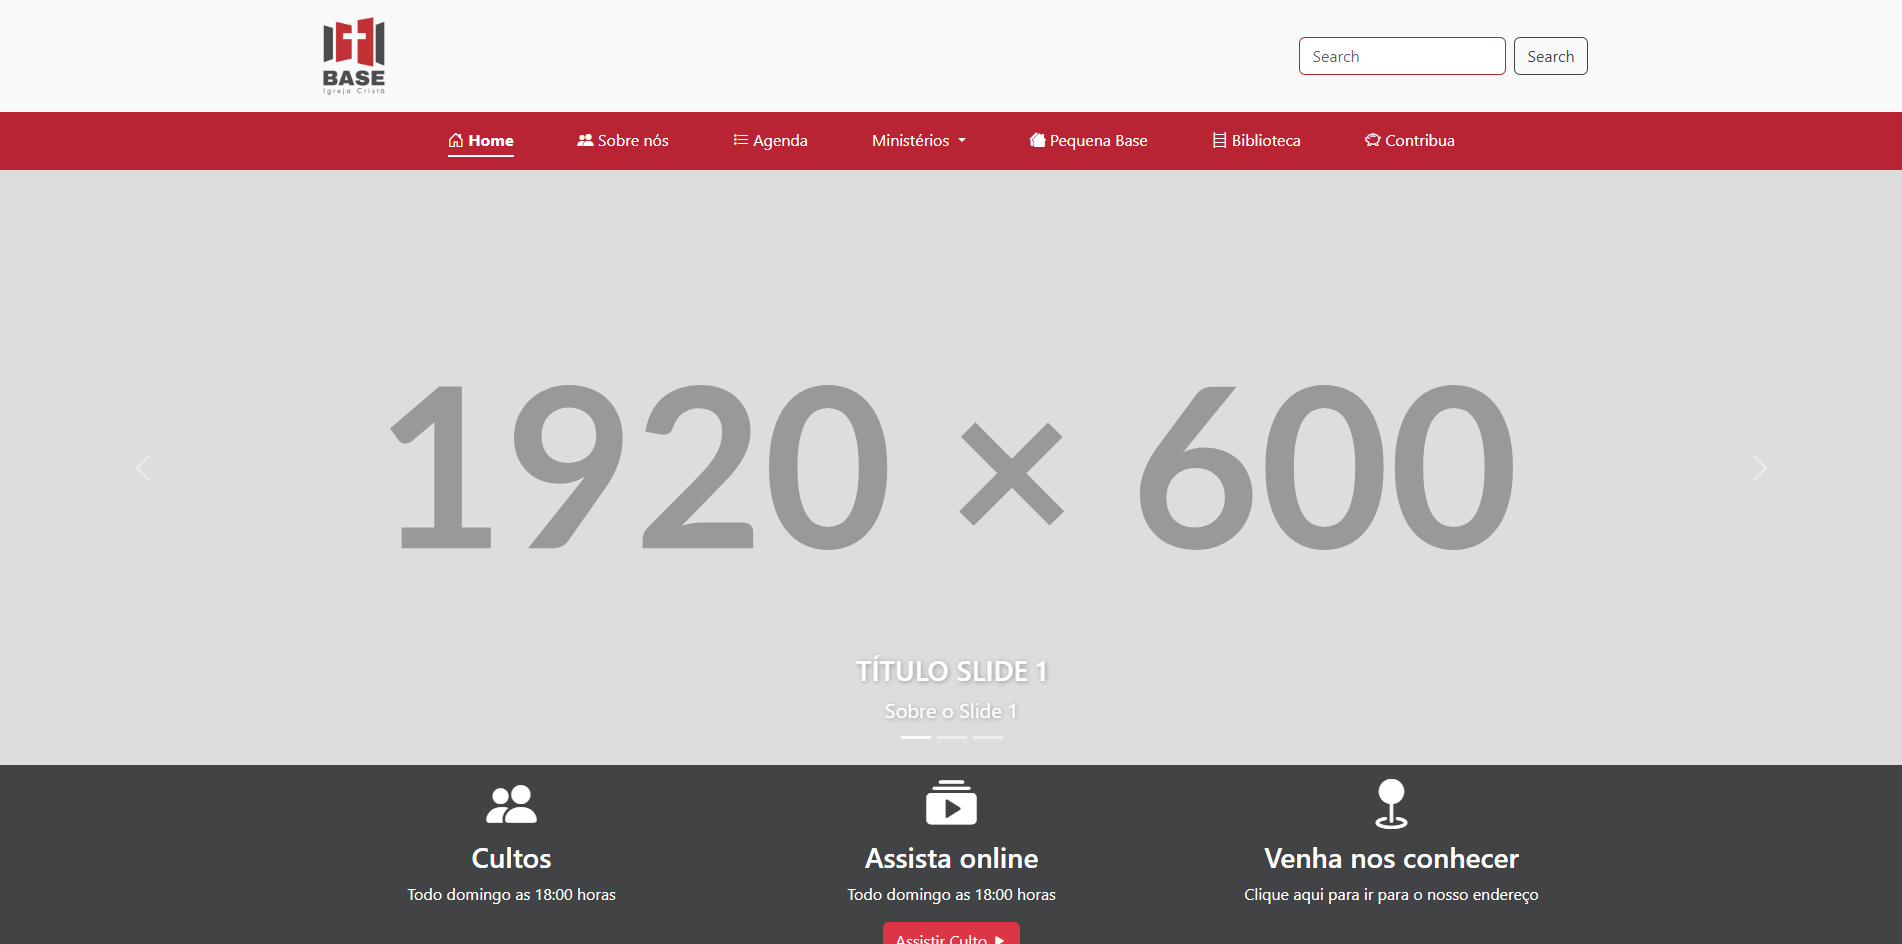 BASE
Igreja Cristã
Search
Search
Home
Sobre nós
Agenda
Ministérios
Pequena Base
Biblioteca
Contribua
1920 × 600
TÍTULO SLIDE 1
Sobre o Slide 1
Cultos
Todo domingo as 18:00 horas
Assista online
Todo domingo as 18:00 horas
Assistir Culto
Venha nos conhecer
Clique aqui para ir para o nosso endereço